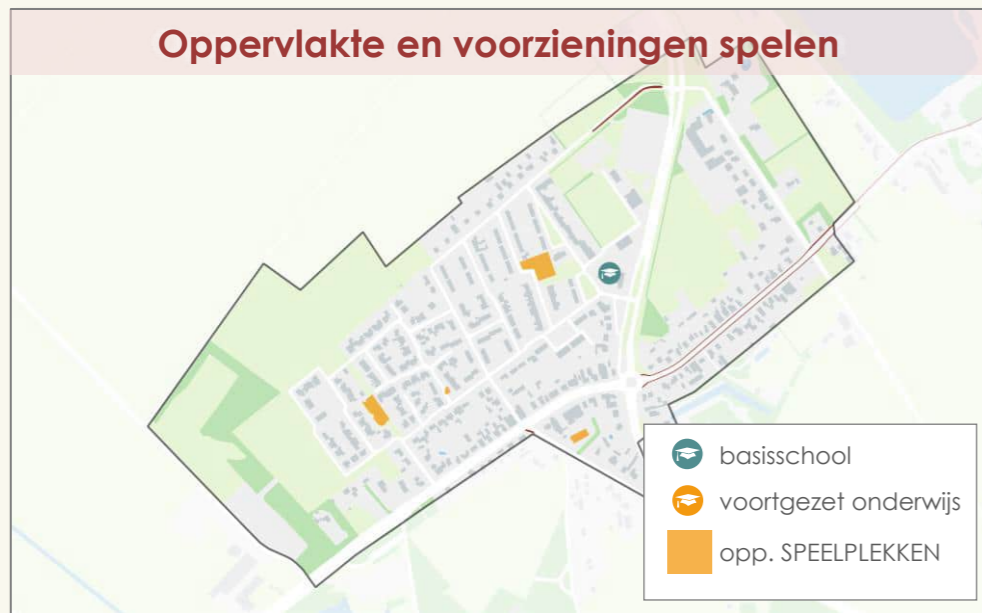 Oppervlakte en voorzieningen spelen
basisschool
voortgezet onderwijs
opp. SPEELPLEKKEN